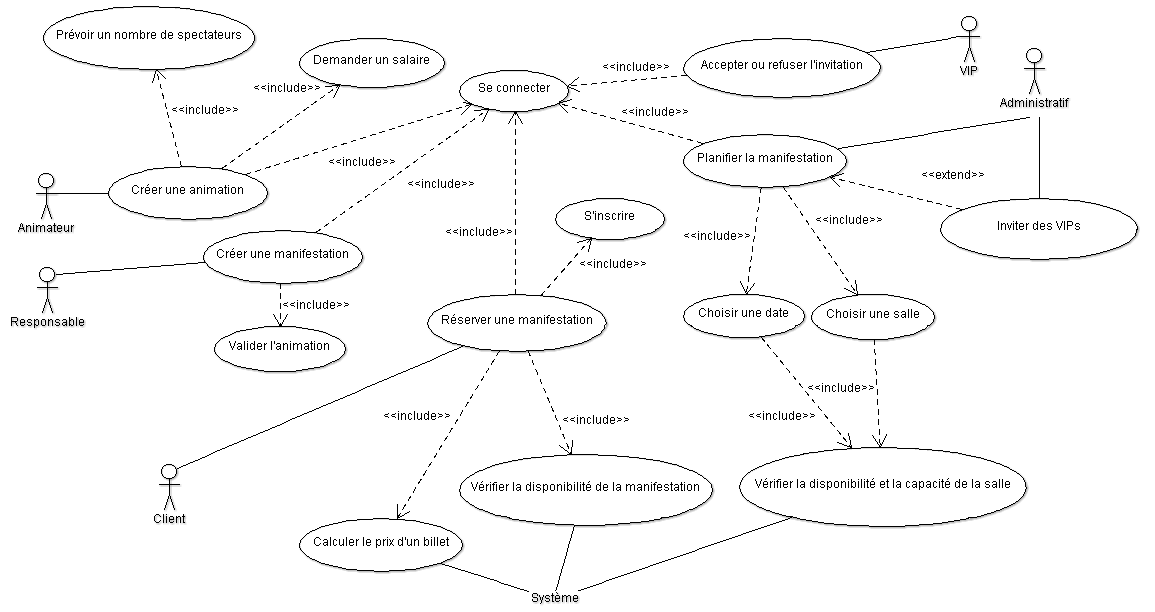 Prévoir un nombre de spectateurs
Demander un salaire
<<include>>
<<include>>
Se connecter
<<include>>
Accepter ou refuser l'invitation
VIP
Administratif
<<include>>
<<include>>
Planifier la manifestation
<<include>>
<<extend>>
Créer une animation
Animateur
S'inscrire
<<include>>
<<include>>
<<include>>
<<include>>
Inviter des VIPs
Créer une manifestation
<<include>>
Responsable
<<include>>
Réserver une manifestation
Choisir une date
Choisir une salle
Valider l'animation
<<include>>
<<include>>
<<include>>
<<include>>
Client
Vérifier la disponibilité de la manifestation
Vérifier la disponibilité et la capacité de la salle
Calculer le prix d'un billet
Système